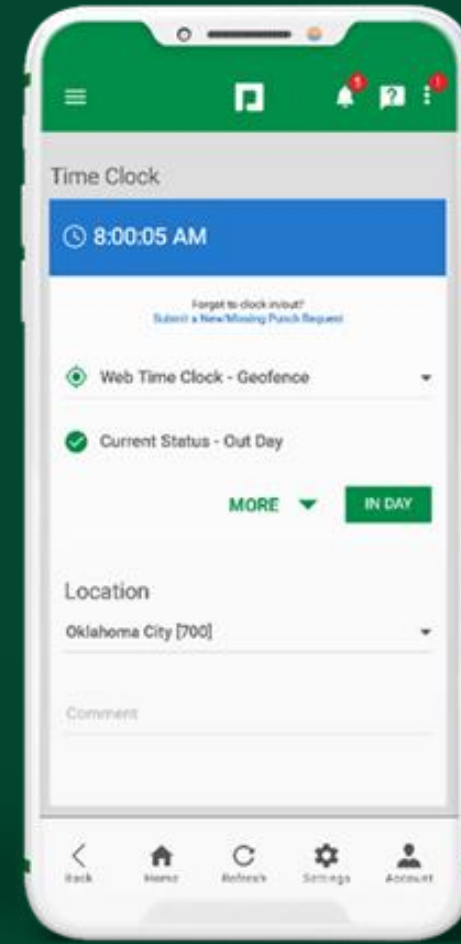 5
?
!
Time Clock
8:00:05 AM
Forgot to clock in/out?
Submit a New/Missing Punch Request
Web Time Clock - Geofence
Current Status - Out Day
MORE
IN DAY
Location
Oklahoma City [700]
Comment
Back Home Refresh Settings Account